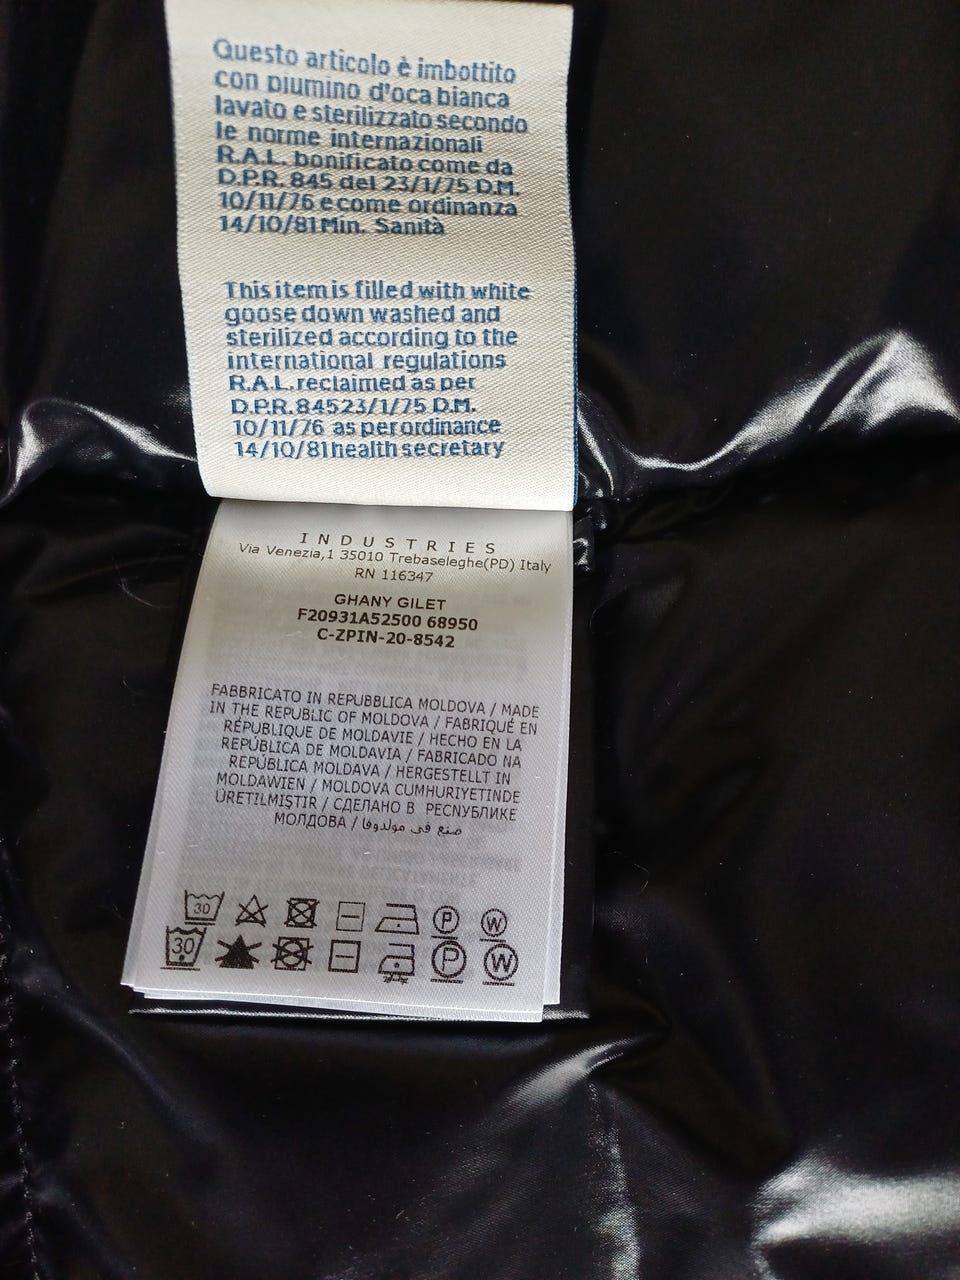 Questo articolo è imbottito
con piumino d'oca bianca
lavato e sterilizzato secondo
le norme internazionali
R.A.L. bonificato come da
D.P.R. 845 del 23/1/75 D.M.
10/11/76 e come ordinanza
14/10/81 Min. Sanità
This item is filled with white
goose down washed and
sterilized according to the
international regulations
R.A.L. reclaimed as per
D.P.R. 845 23/1/75 D.M.
10/11/76 as per ordinance
14/10/81 health secretary
INDUSTRIES
Via Venezia,1 35010 Trebaseleghe(PD) Italy
RN 116347
GHANY GILET
F20931A52500 68950
C-ZPIN-20-8542
FABBRICATO IN REPUBBLICA MOLDOVA / MADE
IN THE REPUBLIC OF MOLDOVA / FABRIQUÉ EN
RÉPUBLIQUE DE MOLDAVIE / HECHO EN LA
REPÚBLICA DE MOLDAVIA / FABRICADO NA
REPÚBLICA MOLDAVA / HERGESTELLT IN
MOLDAWIEN / MOLDOVA CUMHURIYETINDE
ÜRETILMIŞTIR / СДЕЛАНО В РЕСПУБЛИКЕ
МОЛДОВА / صنع في مولدوفا
30 P W
30 P W